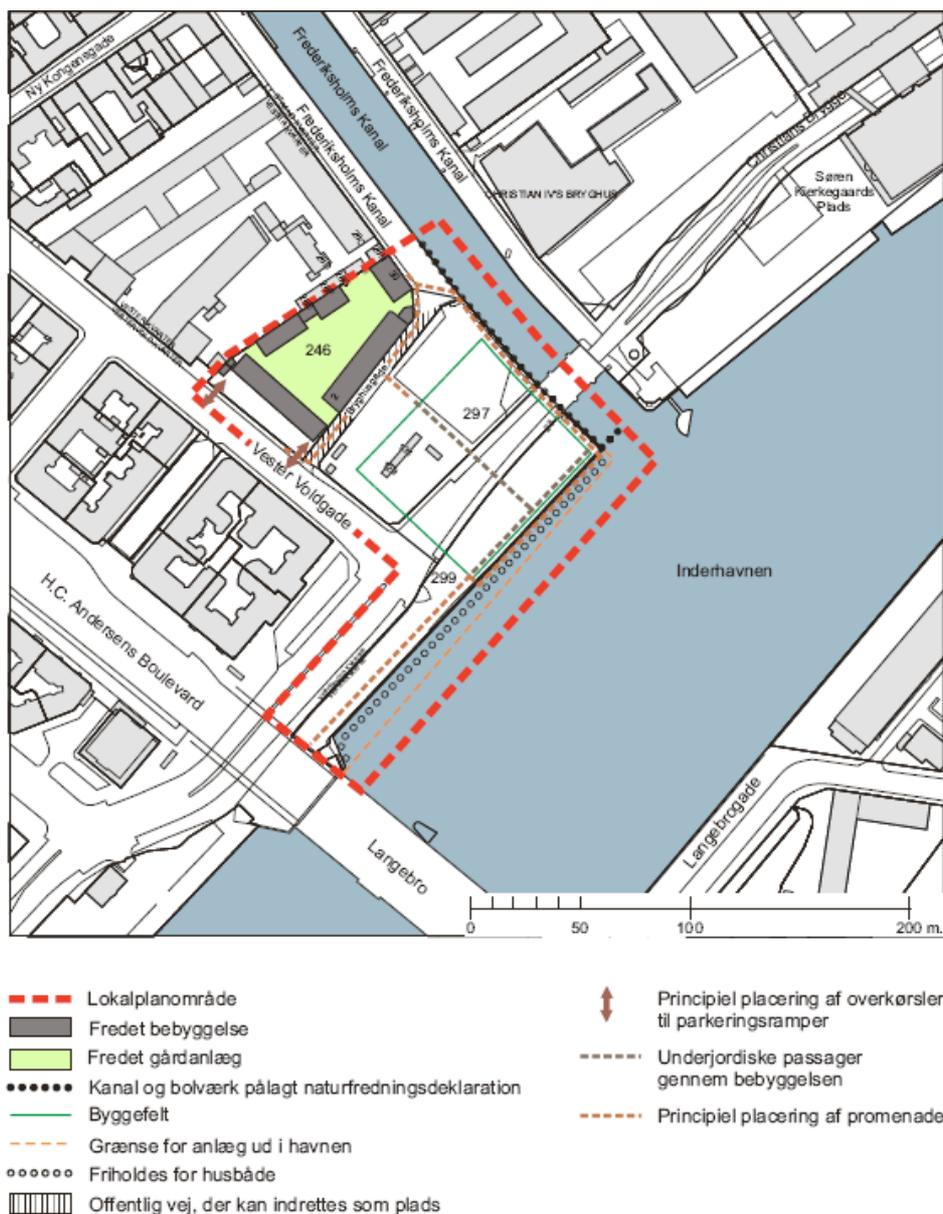 Ny Kongensgade
Frederiksholms Kanal
Frederiksholms Kanal
Frederiksholms Kanal
Christians Brygge
CHRISTIAN IV'S BRYGHUS
Søren
Kierkegaards
Plads
30
246
2
Bryghusgade
297
Vester Voldgade
299
Inderhavnen
H.C. Andersens Boulevard
Langebrogade
Langebro
0 50 100 200 m.
Lokalplanområde
Fredet bebyggelse
Fredet gårdanlæg
Kanal og bolværk pålagt naturfredningsdeklaration
Byggefelt
Grænse for anlæg ud i havnen
Friholdes for husbåde
Offentlig vej, der kan indrettes som plads
Principiel placering af overkørsler
til parkeringsramper
Underjordiske passager
gennem bebyggelsen
Principiel placering af promenade